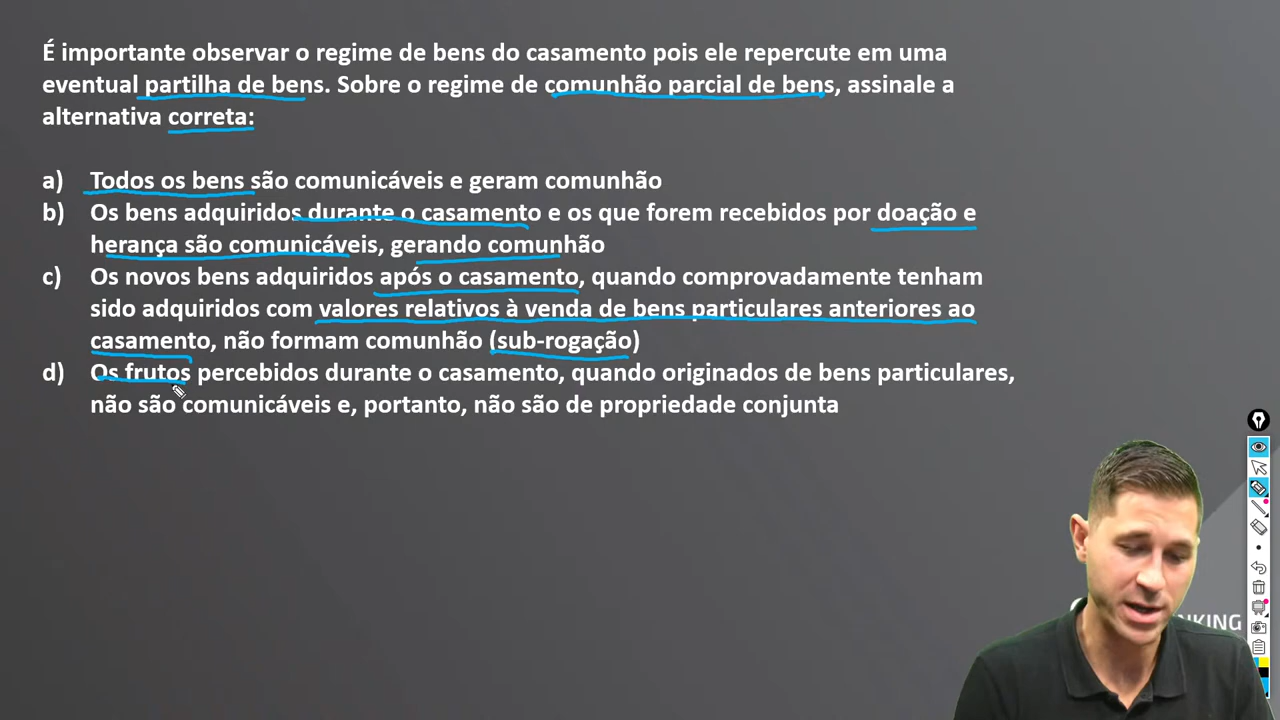 É importante observar o regime de bens do casamento pois ele repercute em uma
eventual partilha de bens. Sobre o regime de comunhão parcial de bens, assinale a
alternativa correta:
a) Todos os bens são comunicáveis e geram comunhão
b) Os bens adquiridos durante o casamento e os que forem recebidos por doação e
herança são comunicáveis, gerando comunhão
c) Os novos bens adquiridos após o casamento, quando comprovadamente tenham
sido adquiridos com valores relativos à venda de bens particulares anteriores ao
casamento, não formam comunhão (sub-rogação)
d) Os frutos percebidos durante o casamento, quando originados de bens particulares,
não são comunicáveis e, portanto, não são de propriedade conjunta